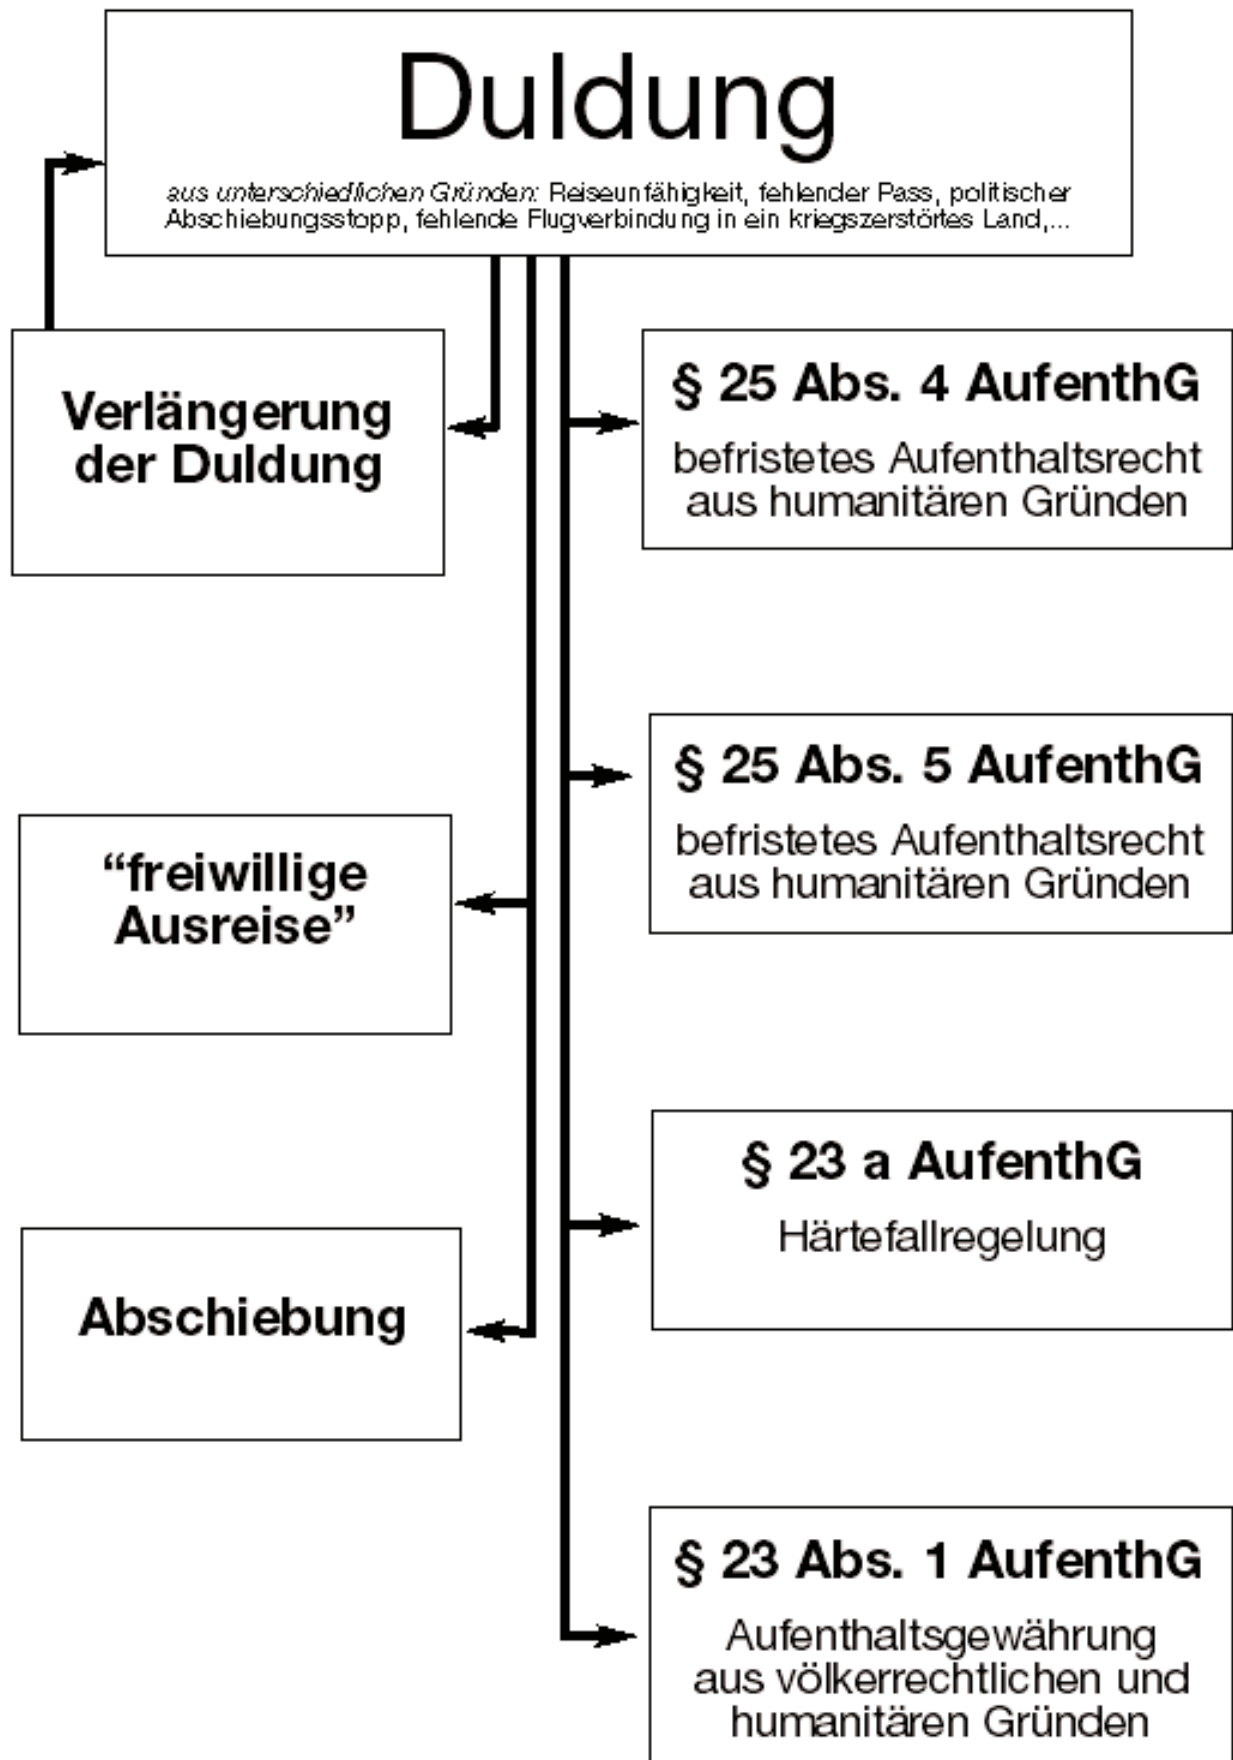 Duldung
aus unterschiedlichen Gründen: Reiseunfähigkeit, fehlender Pass, politischer
Abschiebungsstopp, fehlende Flugverbindung in ein kriegszerstörtes Land,...
Verlängerung
der Duldung
§ 25 Abs. 4 AufenthG
befristetes Aufenthaltsrecht
aus humanitären Gründen
§ 25 Abs. 5 AufenthG
befristetes Aufenthaltsrecht
aus humanitären Gründen
“freiwillige
Ausreise”
§ 23 a AufenthG
Härtefallregelung
Abschiebung
§ 23 Abs. 1 AufenthG
Aufenthaltsgewährung
aus völkerrechtlichen und
humanitären Gründen